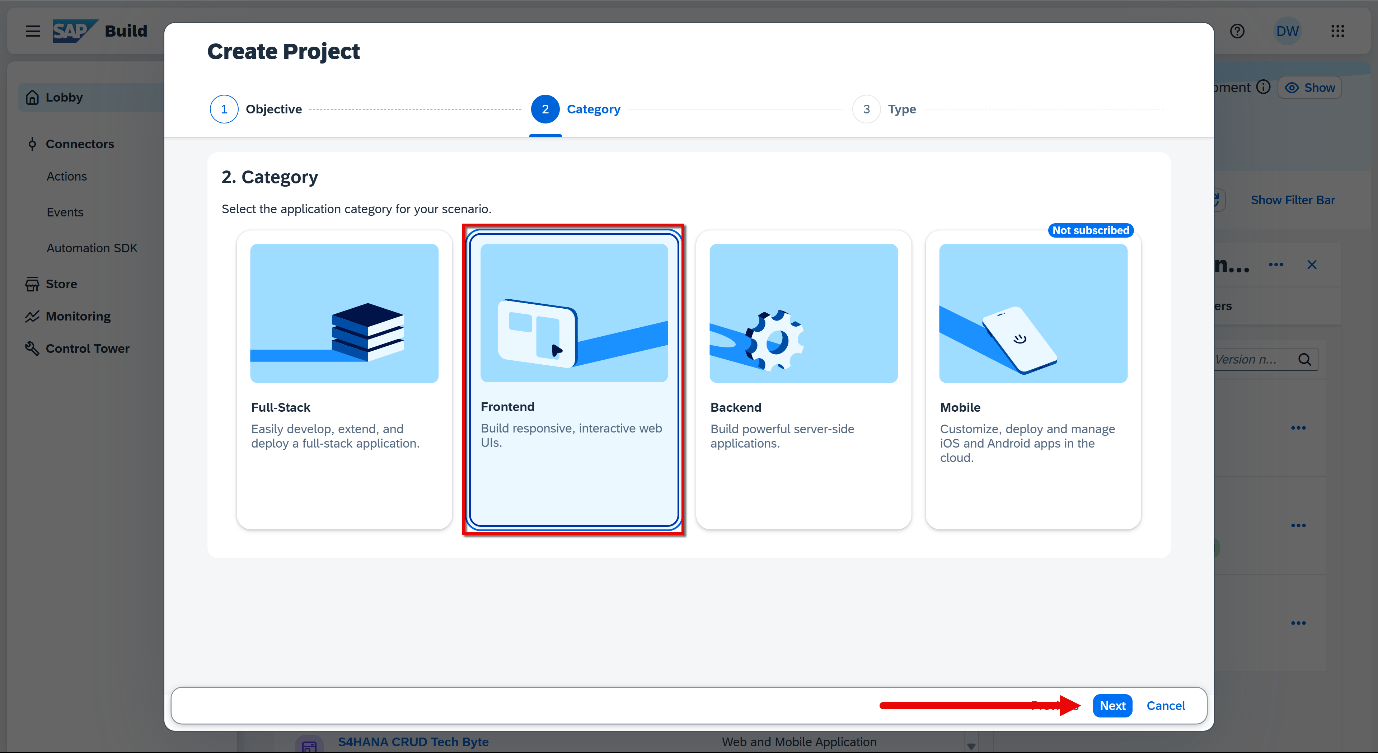 SAP Build
DW
Create Project
1 Objective
2 Category
3 Type
Show
Lobby
Connectors
Actions
Events
Automation SDK
Store
Monitoring
Control Tower
Show Filter Bar
2. Category
Select the application category for your scenario.
Not subscribed
Full-Stack
Easily develop, extend, and
deploy a full-stack application.
Frontend
Build responsive, interactive web
UIs.
Backend
Build powerful server-side
applications.
Mobile
Customize, deploy and manage
iOS and Android apps in the
cloud.
Version n...
Next
Cancel
S4HANA CRUD Tech Byte
Web and Mobile Application